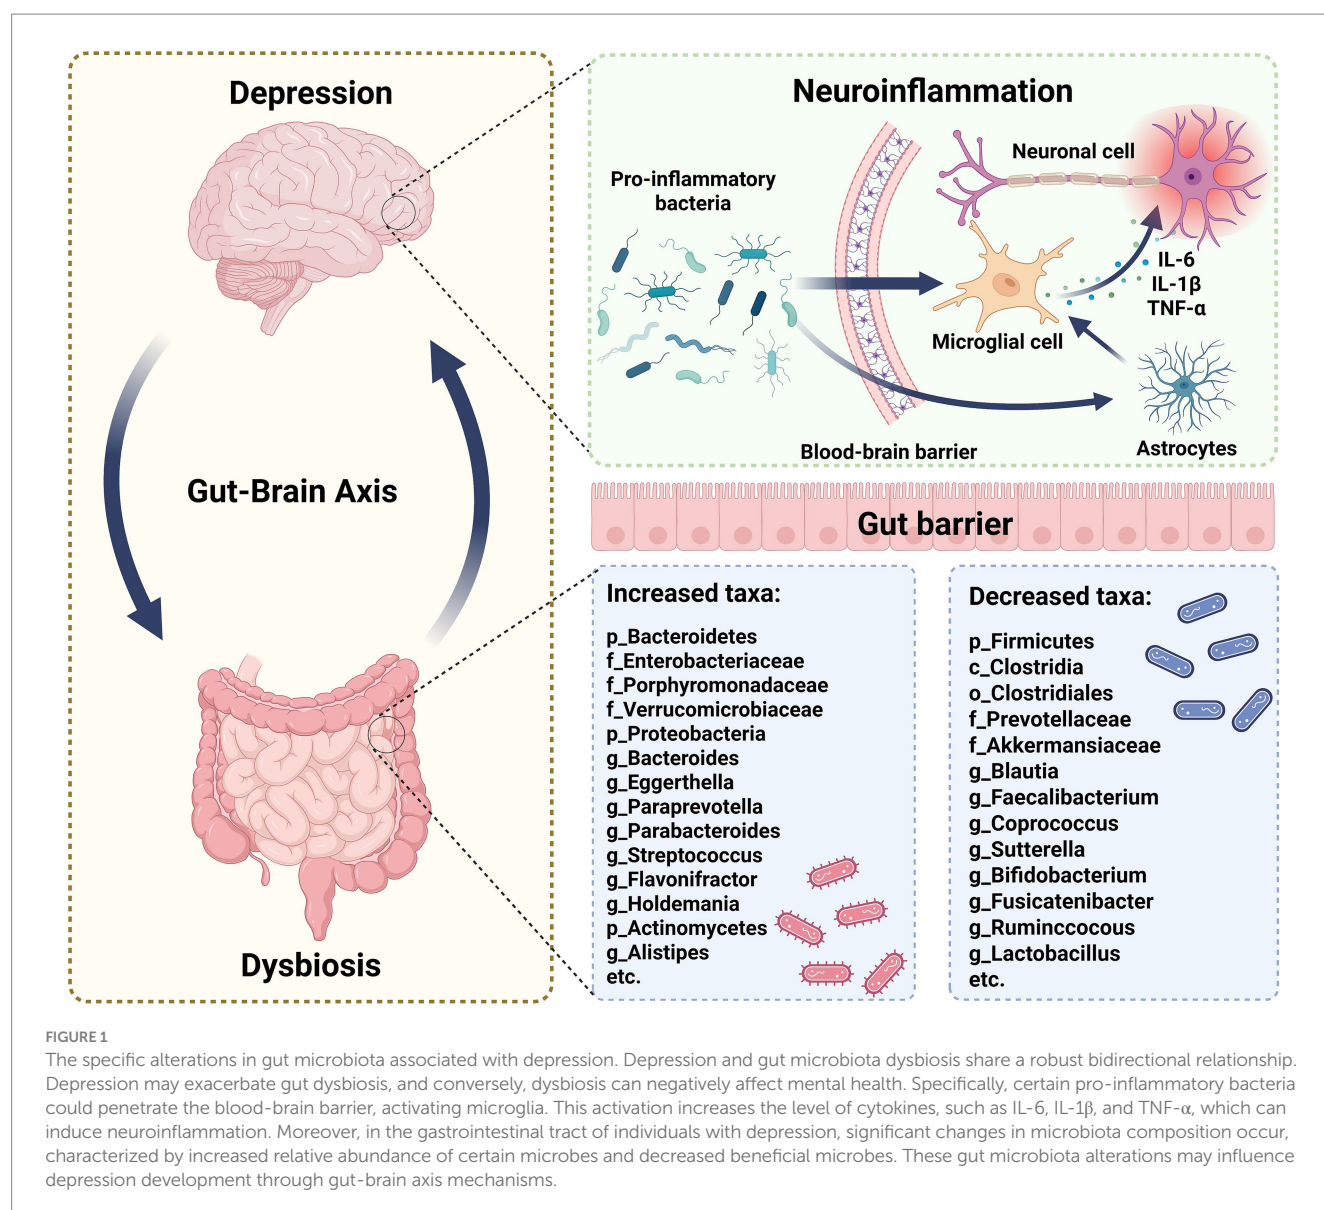 Depression
Gut-Brain Axis
Dysbiosis
Neuroinflammation
Pro-inflammatory
bacteria
Neuronal cell
IL-6
IL-1β
TNF-α
Microglial cell
Blood-brain barrier
Astrocytes
Gut barrier
Increased taxa:
p_Bacteroidetes
f_Enterobacteriaceae
f_Porphyromonadaceae
f_Verrucomicrobiaceae
p_Proteobacteria
g_Bacteroides
g_Eggerthella
g_Paraprevotella
g_Parabacteroides
g_Streptococcus
g_Flavonifractor
g_Holdemania
p_Actinomycetes
g_Alistipes
etc.
Decreased taxa:
p_Firmicutes
c_Clostridia
o_Clostridiales
f_Prevotellaceae
f_Akkermansiaceae
g_Blautia
g_Faecalibacterium
g_Coprococcus
g_Sutterella
g_Bifidobacterium
g_Fusicatenibacter
g_Ruminccocous
g_Lactobacillus
etc.
FIGURE 1
The specific alterations in gut microbiota associated with depression. Depression and gut microbiota dysbiosis share a robust bidirectional relationship.
Depression may exacerbate gut dysbiosis, and conversely, dysbiosis can negatively affect mental health. Specifically, certain pro-inflammatory bacteria
could penetrate the blood-brain barrier, activating microglia. This activation increases the level of cytokines, such as IL-6, IL-1β, and TNF-α, which can
induce neuroinflammation. Moreover, in the gastrointestinal tract of individuals with depression, significant changes in microbiota composition occur,
characterized by increased relative abundance of certain microbes and decreased beneficial microbes. These gut microbiota alterations may influence
depression development through gut-brain axis mechanisms.